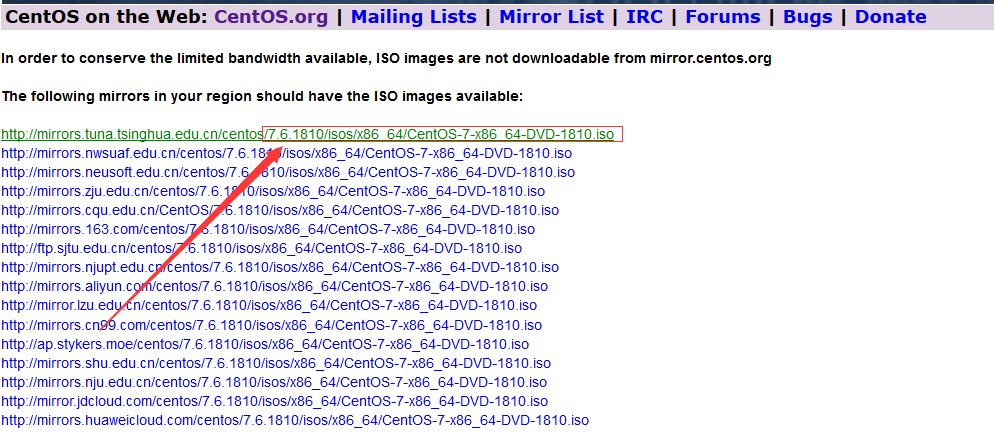 CentOS on the Web: CentOS.org | Mailing Lists | Mirror List | IRC | Forums | Bugs | Donate
In order to conserve the limited bandwidth available, ISO images are not downloadable from mirror.centos.org
The following mirrors in your region should have the ISO images available:
http://mirrors.tuna.tsinghua.edu.cn/centos/7.6.1810/isos/x86_64/CentOS-7-x86_64-DVD-1810.iso
http://mirrors.nwsuaf.edu.cn/centos/7.6.1810/isos/x86_64/CentOS-7-x86_64-DVD-1810.iso
http://mirrors.neusoft.edu.cn/centos/7.6.1810/isos/x86_64/CentOS-7-x86_64-DVD-1810.iso
http://mirrors.zju.edu.cn/centos/7.6.1810/isos/x86_64/CentOS-7-x86_64-DVD-1810.iso
http://mirrors.cqu.edu.cn/CentOS/7.6.1810/isos/x86_64/CentOS-7-x86_64-DVD-1810.iso
http://mirrors.163.com/centos/7.6.1810/isos/x86_64/CentOS-7-x86_64-DVD-1810.iso
http://ftp.sjtu.edu.cn/centos/7.6.1810/isos/x86_64/CentOS-7-x86_64-DVD-1810.iso
http://mirrors.njupt.edu.cn/centos/7.6.1810/isos/x86_64/CentOS-7-x86_64-DVD-1810.iso
http://mirrors.aliyun.com/centos/7.6.1810/isos/x86_64/CentOS-7-x86_64-DVD-1810.iso
http://mirror.lzu.edu.cn/centos/7.6.1810/isos/x86_64/CentOS-7-x86_64-DVD-1810.iso
http://mirrors.cn99.com/centos/7.6.1810/isos/x86_64/CentOS-7-x86_64-DVD-1810.iso
http://ap.stykers.moe/centos/7.6.1810/isos/x86_64/CentOS-7-x86_64-DVD-1810.iso
http://mirrors.shu.edu.cn/centos/7.6.1810/isos/x86_64/CentOS-7-x86_64-DVD-1810.iso
http://mirrors.nju.edu.cn/centos/7.6.1810/isos/x86_64/CentOS-7-x86_64-DVD-1810.iso
http://mirror.jdcloud.com/centos/7.6.1810/isos/x86_64/CentOS-7-x86_64-DVD-1810.iso
http://mirrors.huaweicloud.com/centos/7.6.1810/isos/x86_64/CentOS-7-x86_64-DVD-1810.iso